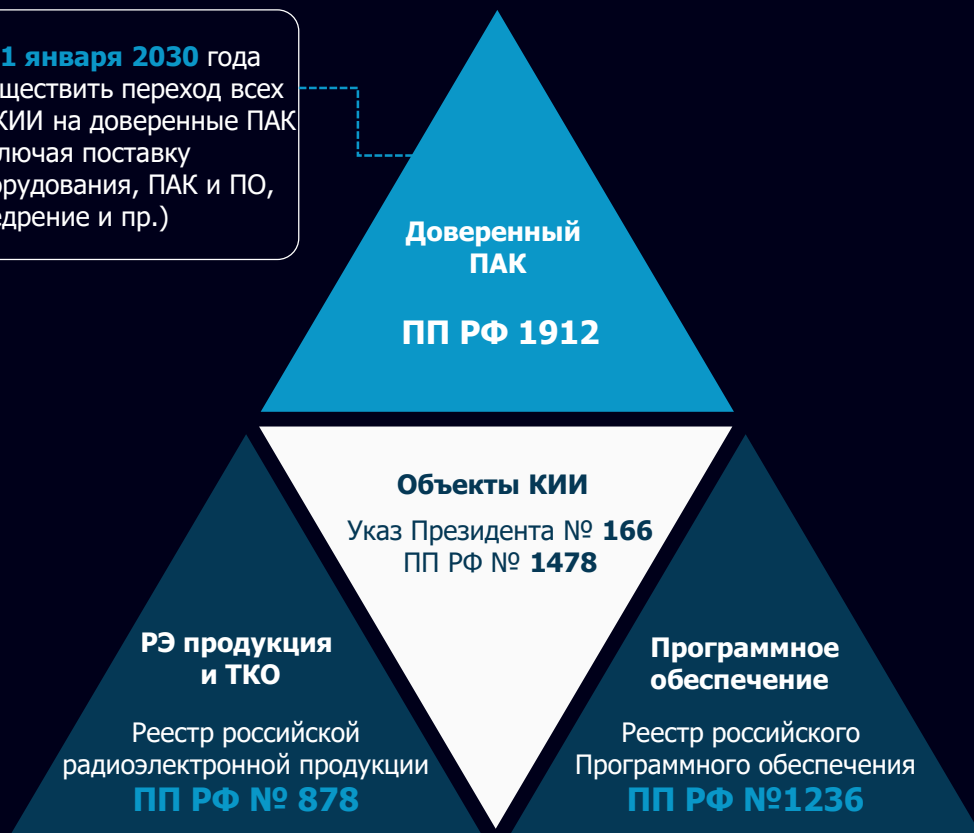 1 января 2030 года
ществить переход всех
КИИ на доверенные ПАК
лючая поставку
орудования, ПАК и ПО,
едрение и пр.)
Доверенный
ПАК
ПП РФ 1912
Объекты КИИ
Указ Президента № 166
ПП РФ № 1478
РЭ продукция
и ТКО
Реестр российской
радиоэлектронной продукции
ПП РФ № 878
Программное
обеспечение
Реестр российского
Программного обеспечения
ПП РФ №1236